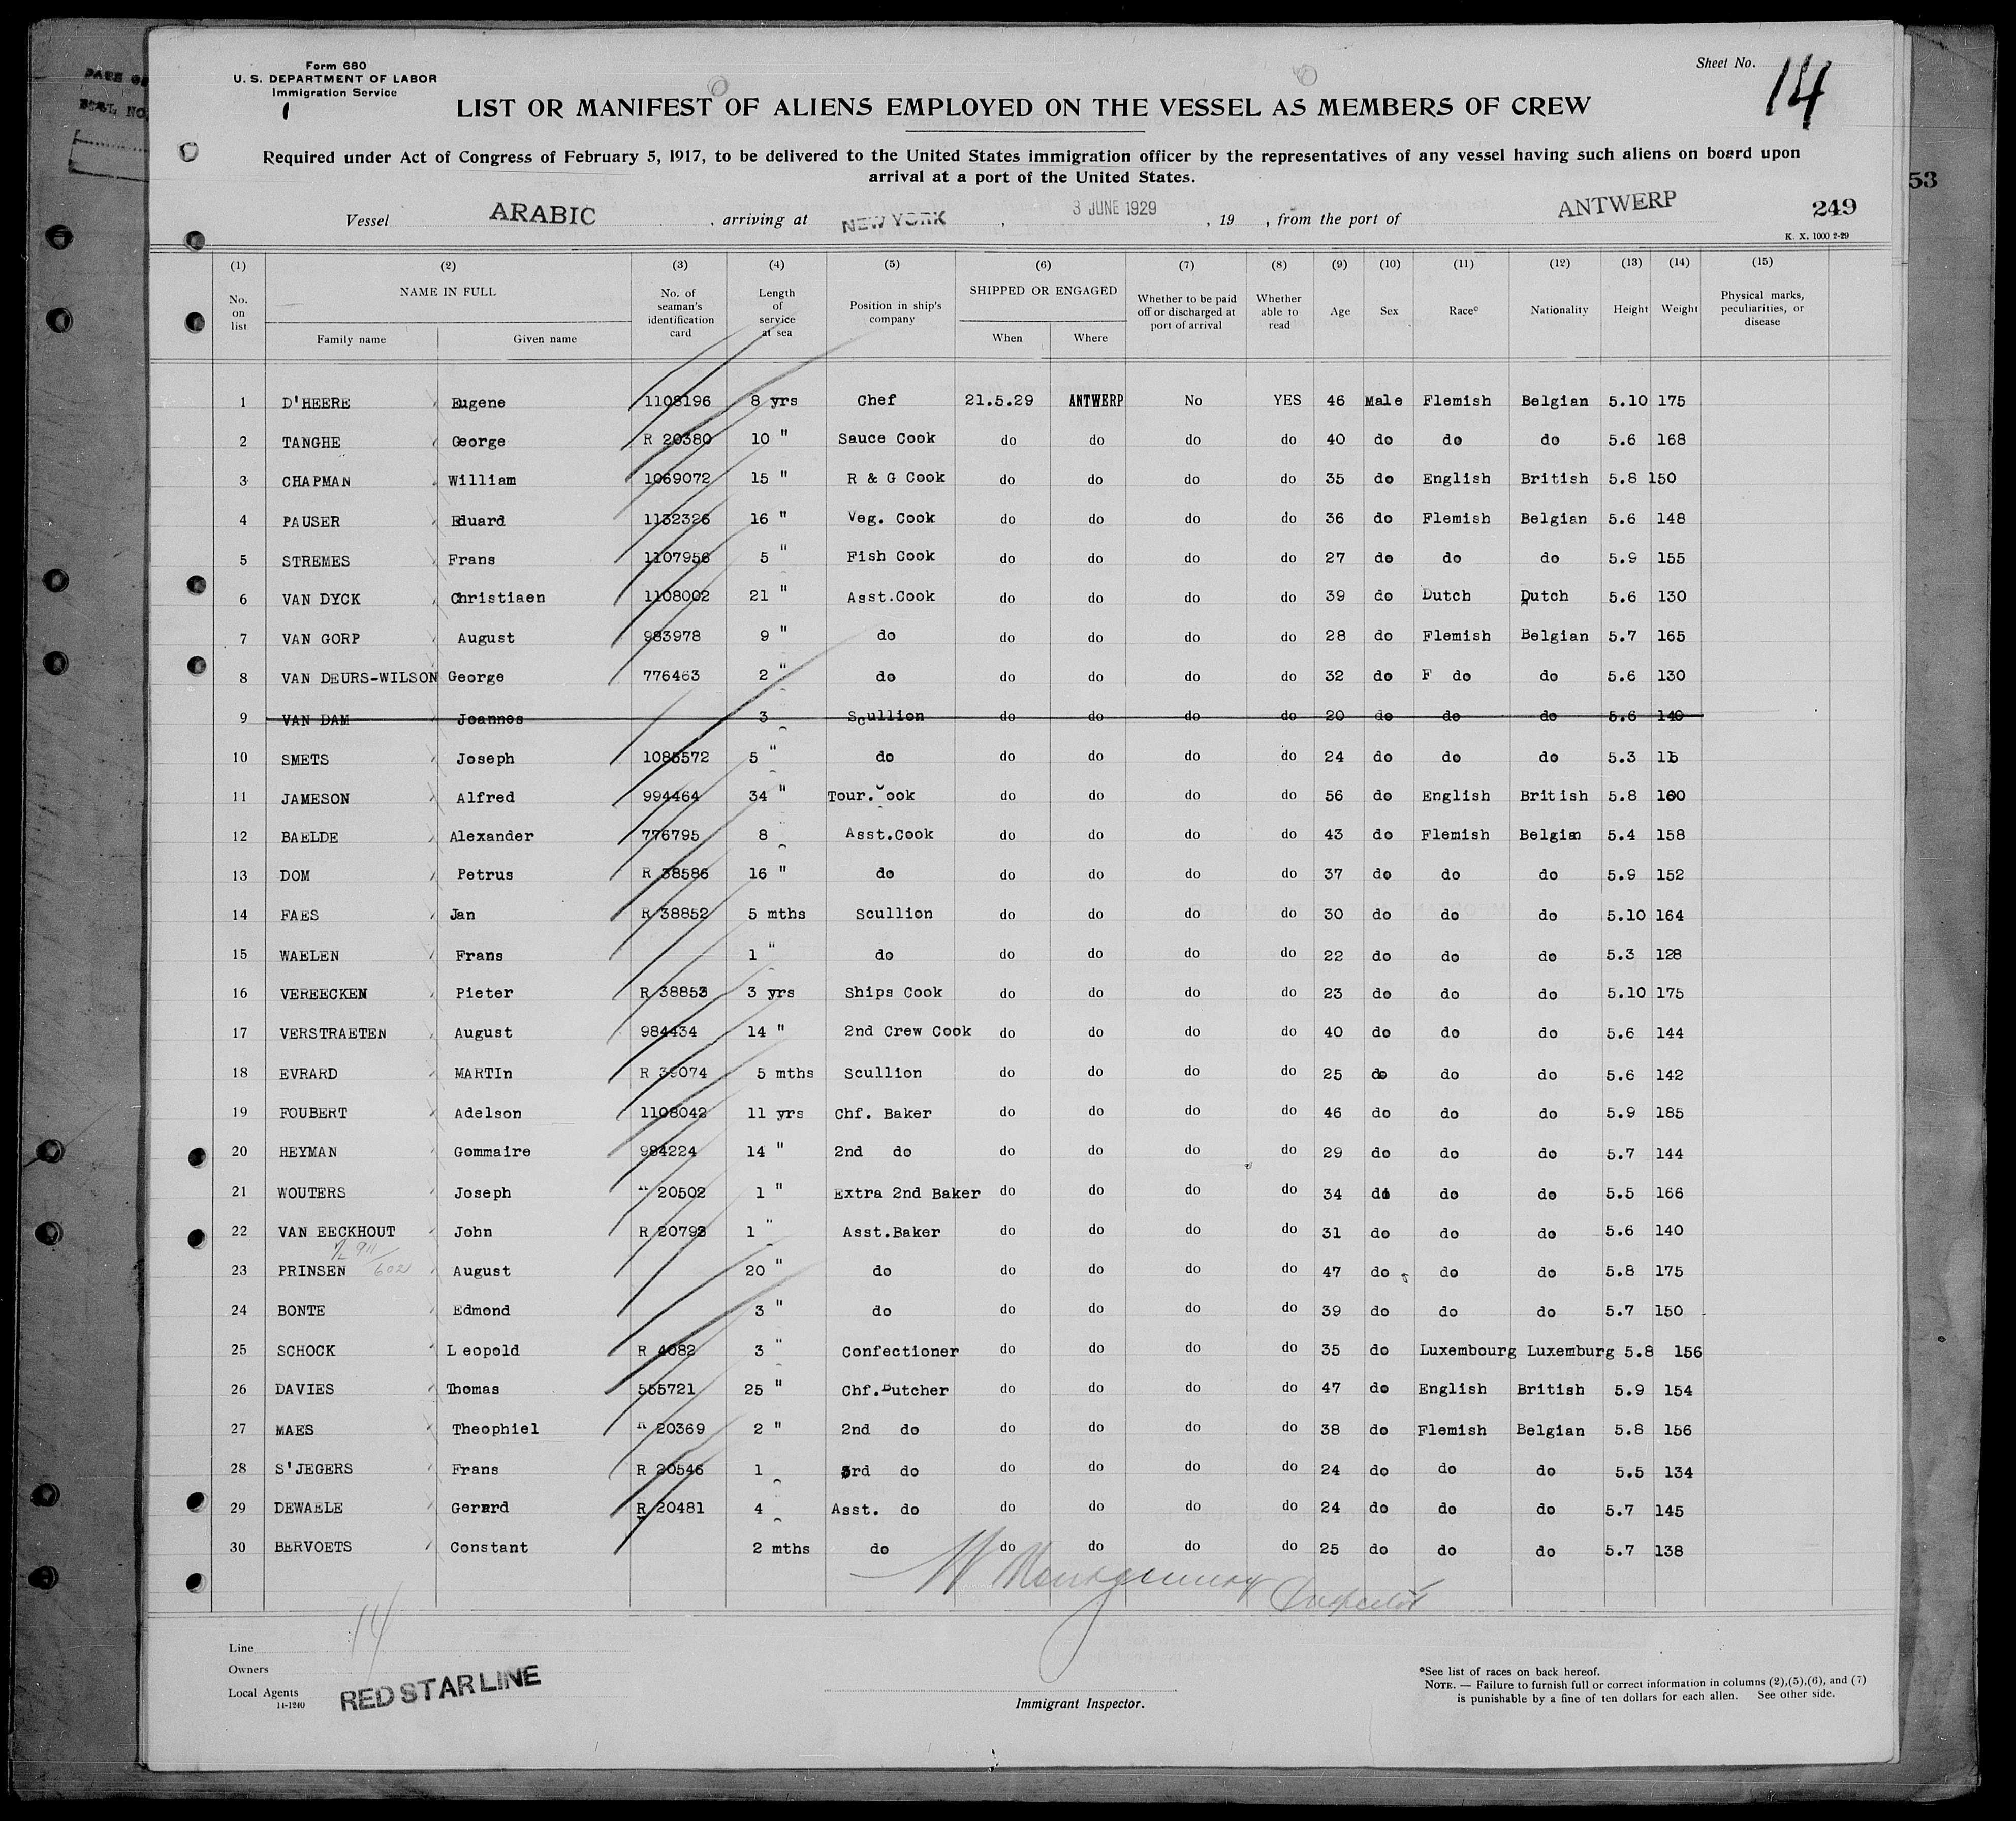 Form 680
U. S. DEPARTMENT OF LABOR
Immigration Service
Sheet No. 14
LIST OR MANIFEST OF ALIENS EMPLOYED ON THE VESSEL AS MEMBERS OF CREW
Required under Act of Congress of February 5, 1917, to be delivered to the United States immigration officer by the representatives of any vessel having such aliens on board upon
arrival at a port of the United States.
53
Vessel ARABIC, arriving at NEW YORK, 3 JUNE 1929, 19 , from the port of ANTWERP 249
K. X. 1000 2-29
(1) (2) (3) (4) (5) (6) (7) (8) (9) (10) (11) (12) (13) (14) (15)
No. on list NAME IN FULL Family name Given name No. of seaman's identification card Length of service at sea Position in ship's company SHIPPED OR ENGAGED When Where Whether to be paid off or discharged at port of arrival Whether able to read Age Sex Race* Nationality Height Weight Physical marks, peculiarities, or disease
1 D'HEERE Eugene 1108196 8 yrs Chef 21.5.29 ANTWERP No YES 46 Male Flemish Belgian 5.10 175
2 TANGHE George R 20380 10 " Sauce Cook do do do do 40 do do do 5.6 168
3 CHAPMAN William 1069072 15 " R & G Cook do do do do 35 do English British 5.8 150
4 PAUSER Eduard 1132326 16 " Veg. Cook do do do do 36 do Flemish Belgian 5.6 148
5 STREMES Frans 1107956 5 " Fish Cook do do do do 27 do do do 5.9 155
6 VAN DYCK Christiaen 1108002 21 " Asst.Cook do do do do 39 do Dutch Dutch 5.6 130
7 VAN GORP August 983978 9 " do do do do do 28 do Flemish Belgian 5.7 165
8 VAN DEURS-WILSON George 776463 2 " do do do do do 32 do F do do 5.6 130
9 VAN DAM Joannes 3 Scullion do do do do 20 do do do 5.6 140
10 SMETS Joseph 1085572 5 " do do do do do 24 do do do 5.3
11 JAMESON Alfred 994464 34 " Tour. Cook do do do do 56 do English British 5.8 160
12 BAELDE Alexander 776795 8 " Asst.Cook do do do do 43 do Flemish Belgian 5.4 158
13 DOM Petrus R 38586 16 " do do do do do 37 do do do 5.9 152
14 FAES Jan R 38852 5 mths Scullion do do do do 30 do do do 5.10 164
15 WAELEN Frans 1 " do do do do do 22 do do do 5.3 128
16 VEREECKEN Pieter R 38853 3 yrs Ships Cook do do do do 23 do do do 5.10 175
17 VERSTRAETEN August 984434 14 " 2nd Crew Cook do do do do 40 do do do 5.6 144
18 EVRARD MARTIn R 39074 5 mths Scullion do do do do 25 do do do 5.6 142
19 FOUBERT Adelson 1108042 11 yrs Chf. Baker do do do do 46 do do do 5.9 185
20 HEYMAN Gommaire 984224 14 " 2nd do do do do do 29 do do do 5.7 144
21 WOUTERS Joseph R 20502 1 " Extra 2nd Baker do do do do 34 do do do 5.5 166
22 VAN EECKHOUT John R 20793 1 " Asst.Baker do do do do 31 do do do 5.6 140
23 PRINSEN 602 August 20 " do do do do do 47 do do do 5.8 175
24 BONTE Edmond 3 " do do do do do 39 do do do 5.7 150
25 SCHOCK Leopold R 4082 3 " Confectioner do do do do 35 do Luxembourg Luxemburg 5.8 156
26 DAVIES Thomas 555721 25 " Chf.Butcher do do do do 47 do English British 5.9 154
27 MAES Theophiel R 20369 2 " 2nd do do do do do 38 do Flemish Belgian 5.8 156
28 S'JEGERS Frans R 20546 1 " 3rd do do do do do 24 do do do 5.5 134
29 DEWAELE Gerard R 20481 4 " Asst. do do do do do 24 do do do 5.7 145
30 BERVOETS Constant 2 mths do do do do do 25 do do do 5.7 138
W Montgomery Inspector
14
Line
Owners
Local Agents RED STAR LINE
14-1240
Immigrant Inspector.
*See list of races on back hereof.
NOTE. — Failure to furnish full or correct information in columns (2),(5),(6), and (7)
is punishable by a fine of ten dollars for each alien. See other side.